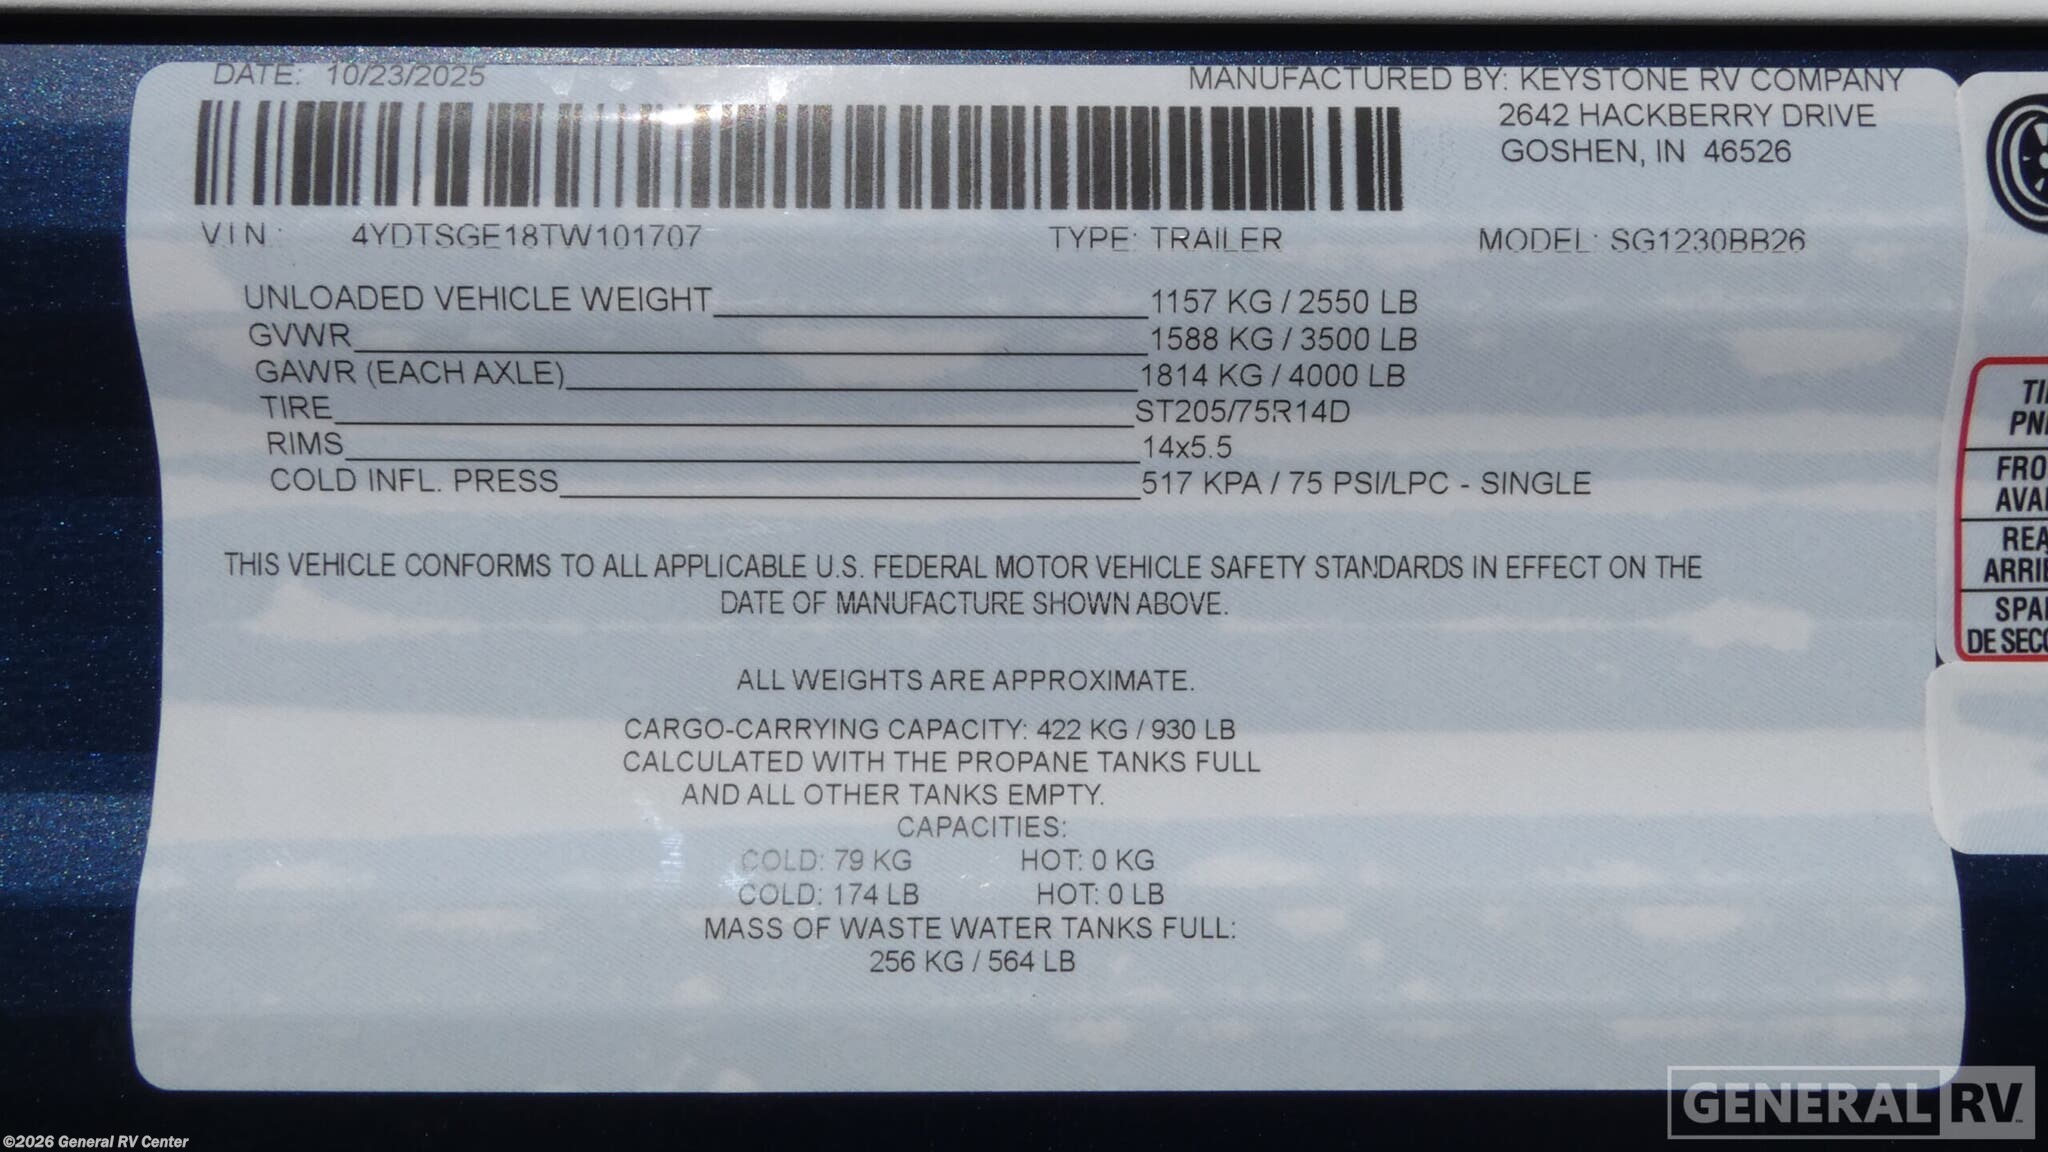 DATE: 10/23/2025
MANUFACTURED BY: KEYSTONE RV COMPANY
2642 HACKBERRY DRIVE
GOSHEN, IN 46526
VIN: 4YDTSGE18TW101707 TYPE: TRAILER MODEL: SG1230BB26
UNLOADED VEHICLE WEIGHT 1157 KG / 2550 LB
GVWR 1588 KG / 3500 LB
GAWR (EACH AXLE) 1814 KG / 4000 LB
TIRE ST205/75R14D
RIMS 14x5.5
COLD INFL. PRESS 517 KPA / 75 PSI/LPC - SINGLE
THIS VEHICLE CONFORMS TO ALL APPLICABLE U.S. FEDERAL MOTOR VEHICLE SAFETY STANDARDS IN EFFECT ON THE
DATE OF MANUFACTURE SHOWN ABOVE.
ALL WEIGHTS ARE APPROXIMATE.
CARGO-CARRYING CAPACITY: 422 KG / 930 LB
CALCULATED WITH THE PROPANE TANKS FULL
AND ALL OTHER TANKS EMPTY.
CAPACITIES:
COLD: 79 KG HOT: 0 KG
COLD: 174 LB HOT: 0 LB
MASS OF WASTE WATER TANKS FULL:
256 KG / 564 LB
DE
GENERAL RV
©2026 General RV Center